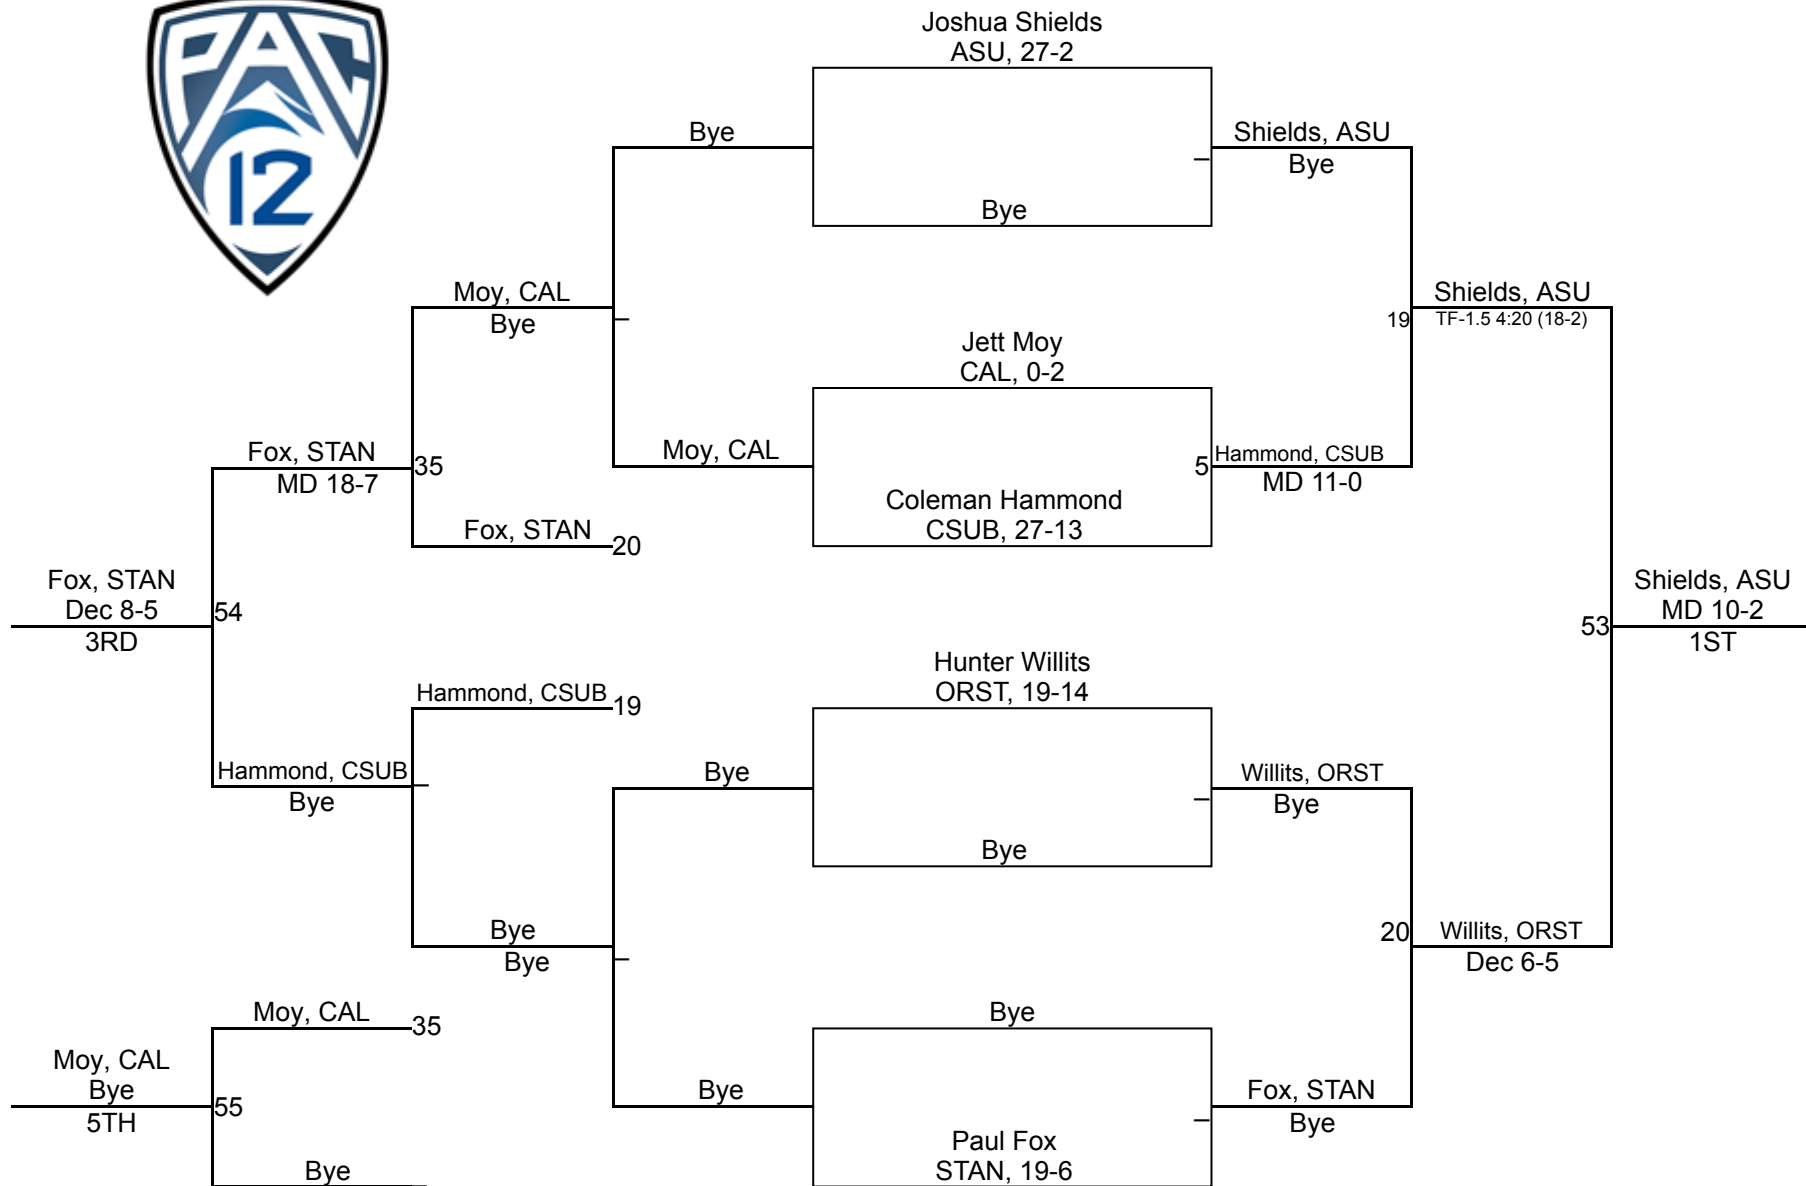 PAC
12
Joshua Shields
ASU, 27-2
Bye
Shields, ASU
Bye
Bye
Moy, CAL
Bye
Shields, ASU
19
TF-1.5 4:20 (18-2)
Jett Moy
CAL, 0-2
Fox, STAN
35
MD 18-7
Moy, CAL
5
Hammond, CSUB
MD 11-0
Coleman Hammond
CSUB, 27-13
Fox, STAN
20
Fox, STAN
Dec 8-5
54
3RD
Shields, ASU
MD 10-2
53
1ST
Hunter Willits
ORST, 19-14
Hammond, CSUB
19
Hammond, CSUB
Bye
Bye
Willits, ORST
Bye
Bye
Bye
Bye
20
Willits, ORST
Dec 6-5
Moy, CAL
35
Bye
Moy, CAL
Bye
55
5TH
Bye
Fox, STAN
Bye
Paul Fox
STAN, 19-6
Bye